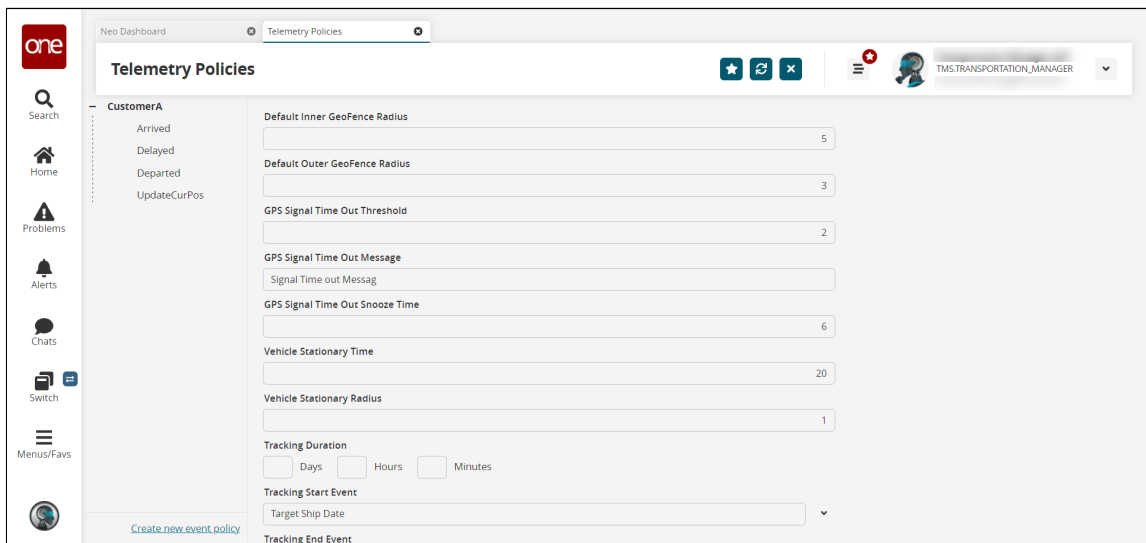 Neo Dashboard
Telemetry Policies
one
Telemetry Policies
TMS.TRANSPORTATION_MANAGER
Search
Home
Problems
Alerts
Chats
Switch
Menus/Favs
CustomerA
Arrived
Delayed
Departed
UpdateCurPos
Create new event policy
Default Inner GeoFence Radius
5
Default Outer GeoFence Radius
3
GPS Signal Time Out Threshold
2
GPS Signal Time Out Message
Signal Time out Messag
GPS Signal Time Out Snooze Time
6
Vehicle Stationary Time
20
Vehicle Stationary Radius
1
Tracking Duration
Days Hours Minutes
Tracking Start Event
Target Ship Date
Tracking End Event